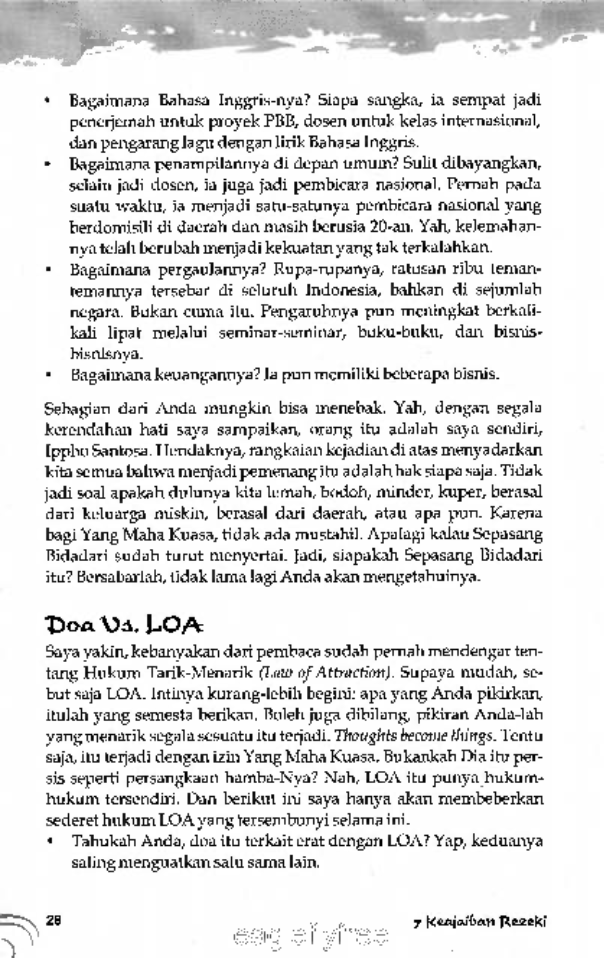 • Bagaimana Bahasa Inggris-nya? Siapa sangka, ia sempat jadi
penerjemah untuk proyek PBB, dosen untuk kelas internasional,
dan pengarang lagu dengan lirik Bahasa Inggris.
• Bagaimana penampilannya di depan umum? Sulit dibayangkan,
selain jadi dosen, ia juga jadi pembicara nasional. Pernah pada
suatu waktu, ia menjadi satu-satunya pembicara nasional yang
berdomisili di daerah dan masih berusia 20-an. Yah, kelemahan-
nya telah berubah menjadi kekuatan yang tak terkalahkan.
• Bagaimana pergaulannya? Rupa-rupanya, ratusan ribu teman-
temannya tersebar di seluruh Indonesia, bahkan di sejumlah
negara. Bukan cuma itu. Pengaruhnya pun meningkat berkali-
kali lipat melalui seminar-seminar, buku-buku, dan bisnis-
bisnisnya.
• Bagaimana keuangannya? Ia pun memiliki beberapa bisnis.
Sebagian dari Anda mungkin bisa menebak. Yah, dengan segala
kerendahan hati saya sampaikan, orang itu adalah saya sendiri,
Ippho Santosa. Hendaknya, rangkaian kejadian di atas menyadarkan
kita semua bahwa menjadi pemenang itu adalah hak siapa saja. Tidak
jadi soal apakah dulunya kita lemah, bodoh, minder, kuper, berasal
dari keluarga miskin, berasal dari daerah, atau apa pun. Karena
bagi Yang Maha Kuasa, tidak ada mustahil. Apalagi kalau Sepasang
Bidadari sudah turut menyertai. Jadi, siapakah Sepasang Bidadari
itu? Bersabarlah, tidak lama lagi Anda akan mengetahuinya.
Doa Vs. LOA
Saya yakin, kebanyakan dari pembaca sudah pernah mendengar ten-
tang Hukum Tarik-Menarik (Law of Attraction). Supaya mudah, se-
but saja LOA. Intinya kurang-lebih begini: apa yang Anda pikirkan,
itulah yang semesta berikan. Boleh juga dibilang, pikiran Anda-lah
yang menarik segala sesuatu itu terjadi. Thoughts become things. Tentu
saja, itu terjadi dengan izin Yang Maha Kuasa. Bukankah Dia itu per-
sis seperti persangkaan hamba-Nya? Nah, LOA itu punya hukum-
hukum tersendiri. Dan berikut ini saya hanya akan membeberkan
sederet hukum LOA yang tersembunyi selama ini.
• Tahukah Anda, doa itu terkait erat dengan LOA? Yap, keduanya
saling menguatkan satu sama lain.
28 7 Keajaiban Rezeki